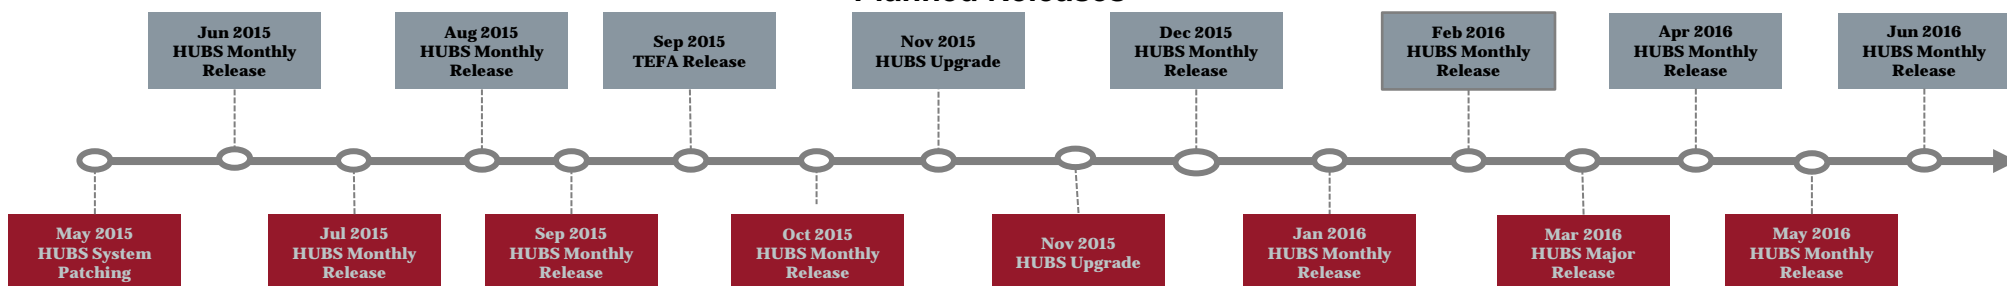 Planned Releases
Jun 2015
HUBS Monthly
Release
Aug 2015
HUBS Monthly
Release
Sep 2015
TEFA Release
Nov 2015
HUBS Upgrade
Dec 2015
HUBS Monthly
Release
Feb 2016
HUBS Monthly
Release
Apr 2016
HUBS Monthly
Release
Jun 2016
HUBS Monthly
Release
May 2015
HUBS System
Patching
Jul 2015
HUBS Monthly
Release
Sep 2015
HUBS Monthly
Release
Oct 2015
HUBS Monthly
Release
Nov 2015
HUBS Upgrade
Jan 2016
HUBS Monthly
Release
Mar 2016
HUBS Major
Release
May 2016
HUBS Monthly
Release